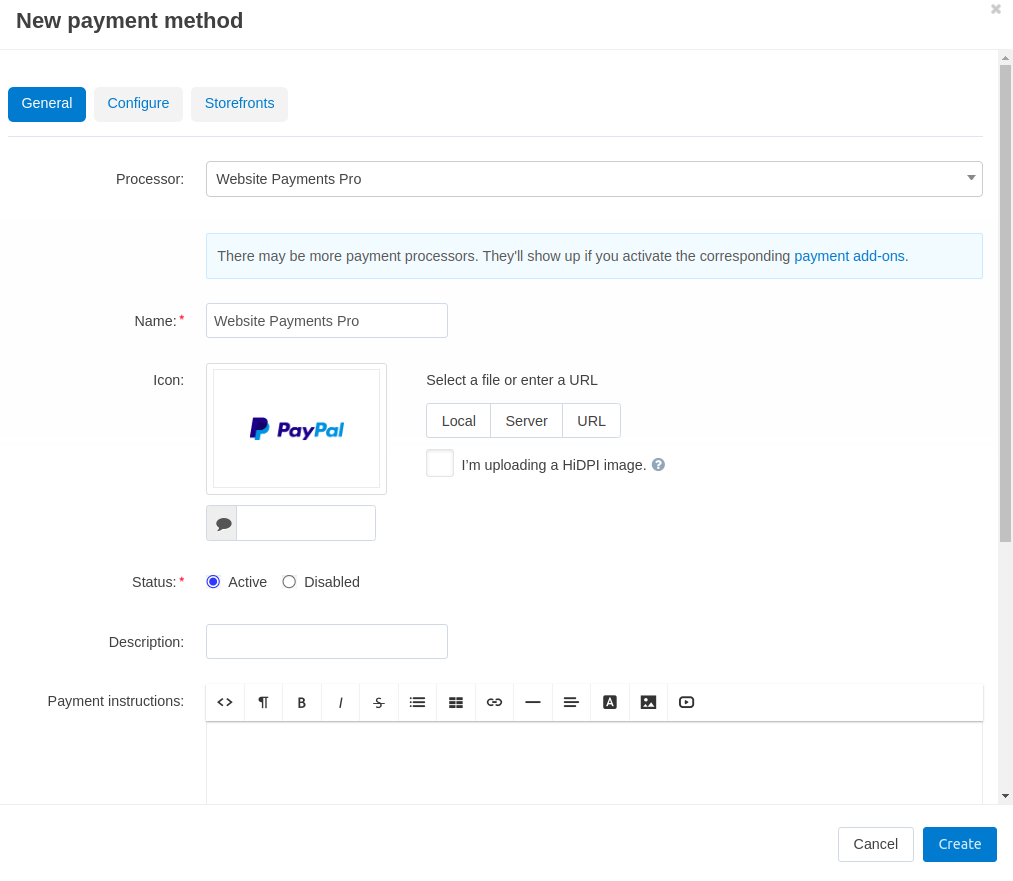 New payment method
General Configure Storefronts
Processor: Website Payments Pro
There may be more payment processors. They'll show up if you activate the corresponding payment add-ons.
Name:* Website Payments Pro
Icon: PayPal Select a file or enter a URL
Local Server URL
I'm uploading a HiDPI image. ?
Status:* Active Disabled
Description:
Payment instructions: <> ¶ B I S A
Cancel Create